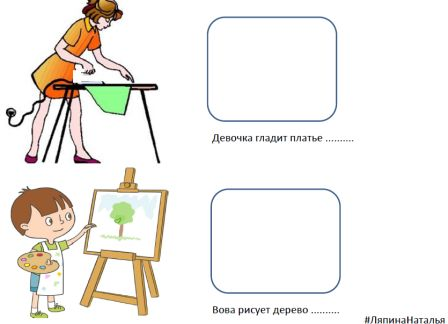 Девочка гладит платье ..........
Вова рисует дерево ..........
#ЛяпинаНаталья